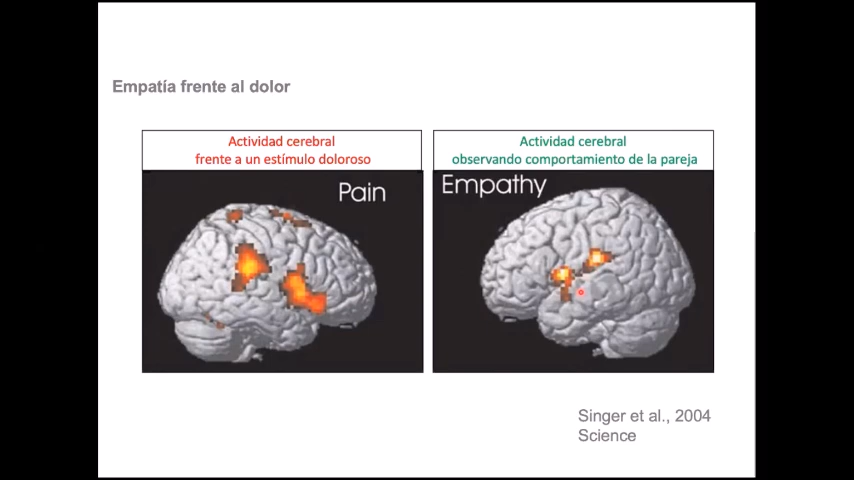 Empatía frente al dolor
Actividad cerebral
frente a un estímulo doloroso
Actividad cerebral
observando comportamiento de la pareja
Pain
Empathy
Singer et al., 2004
Science